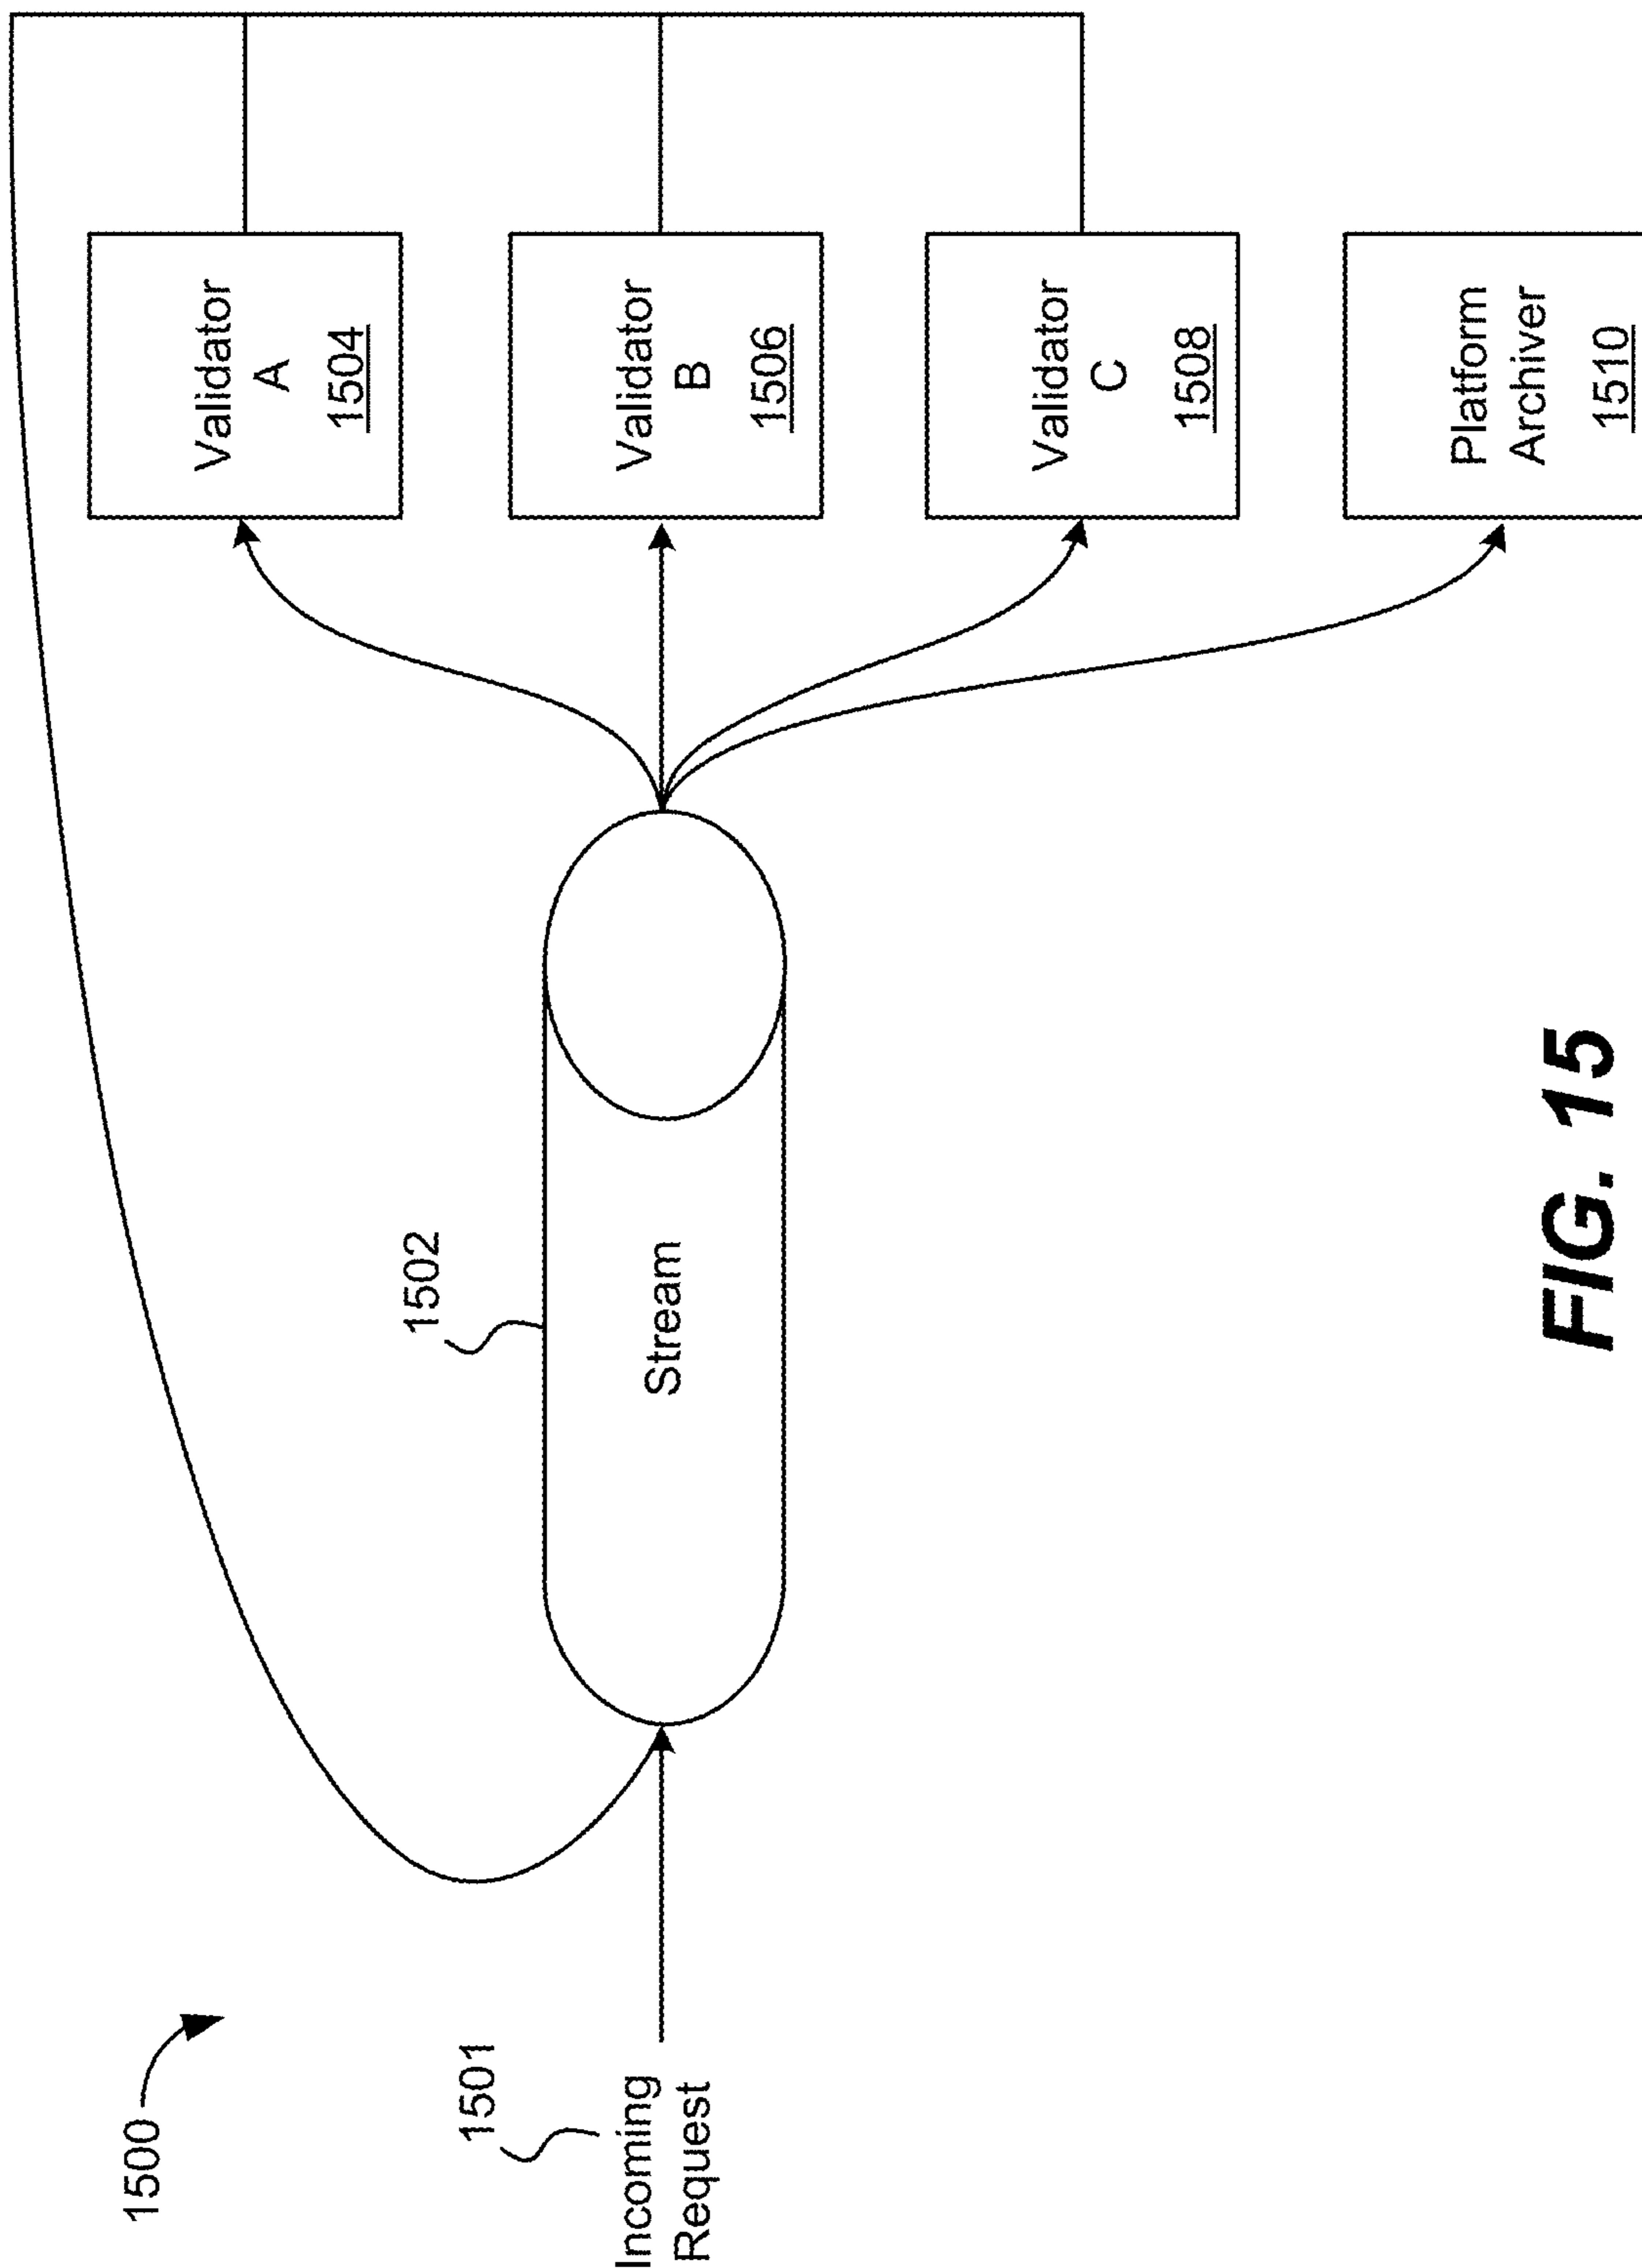 1500
1501
Incoming
Request
1502
Stream
Validator
A
1504
Validator
B
1506
Validator
C
1508
Platform
Archiver
1510
FIG. 15